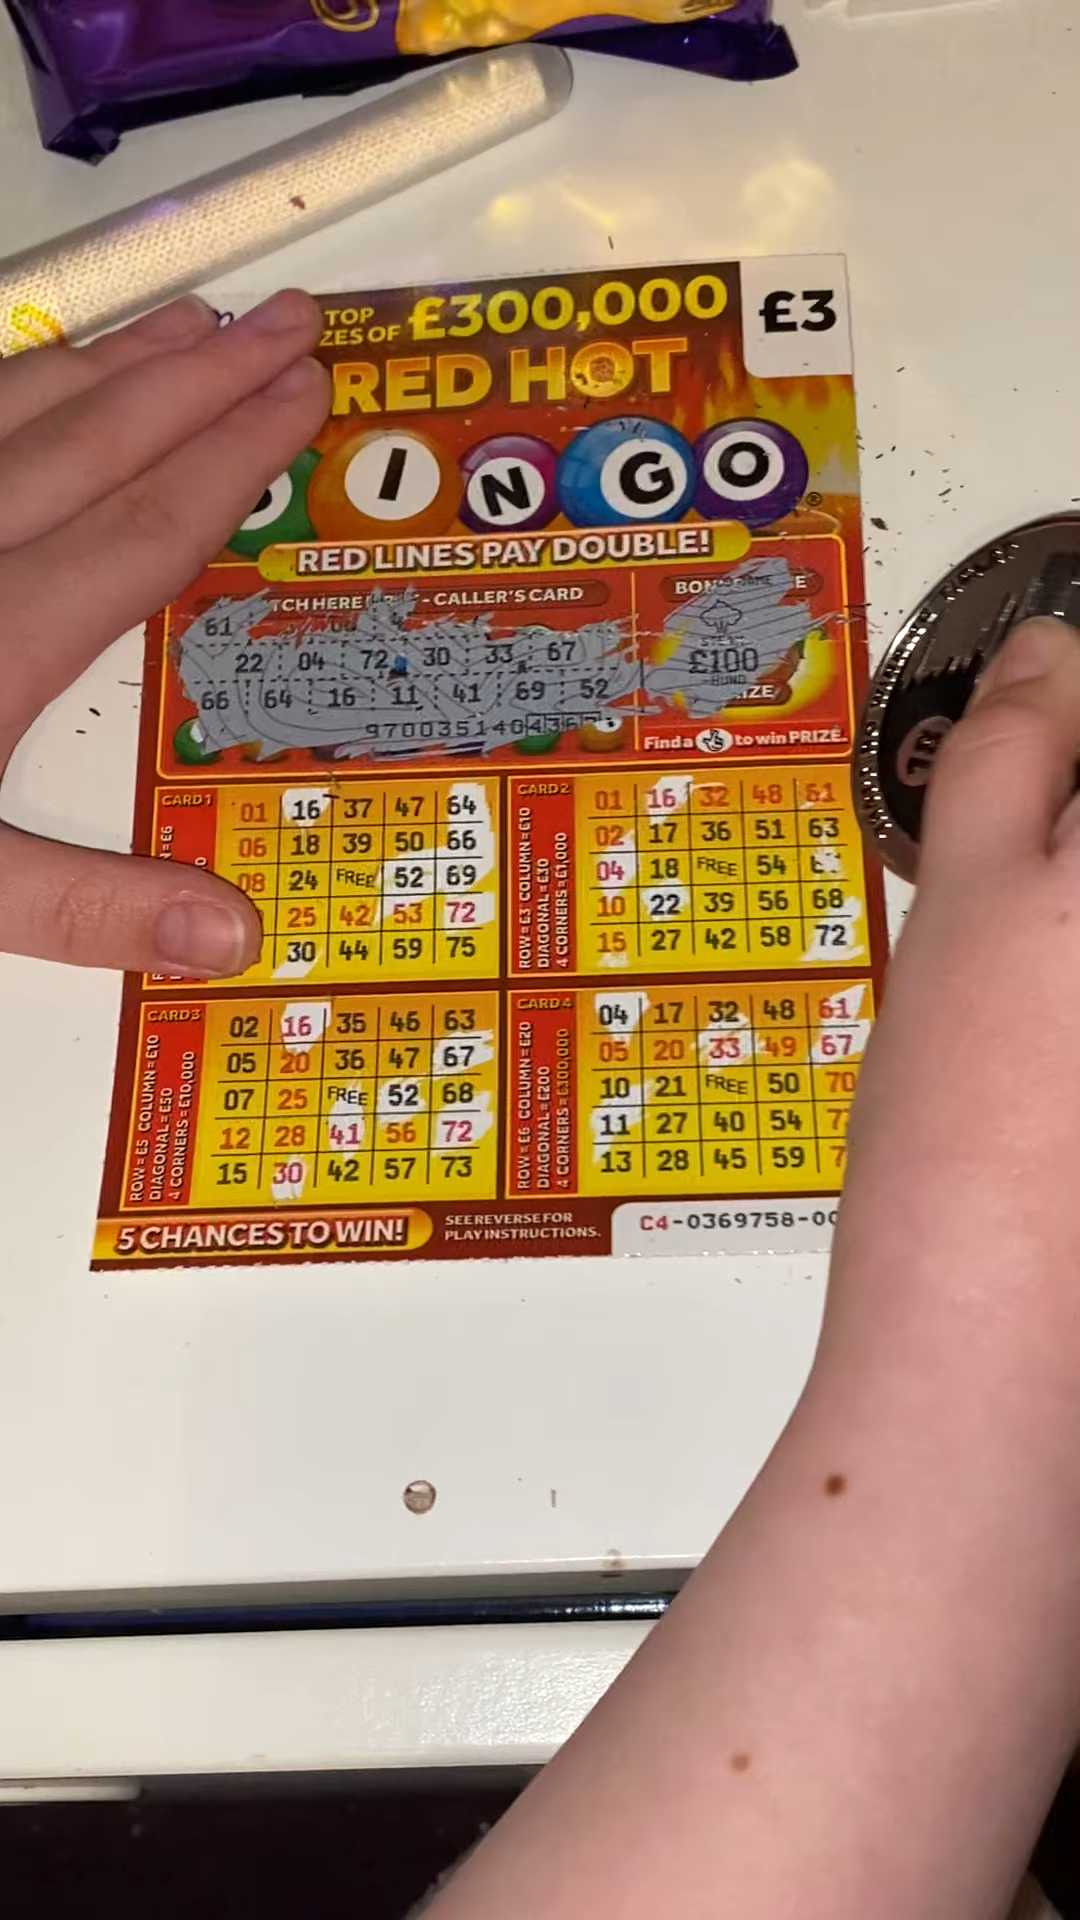 TOP
£300,000
£3
RED HOT
I N G O
RED LINES PAY DOUBLE!
- CALLER'S CARD
61
22 04 72 30 33 67
66 64 16 11 41 69 52
£100
Find a to win PRIZE.
CARD 1
01 16 37 47 64
06 18 39 50 66
08 24 FREE 52 69
25 42 53 72
30 44 59 75
CARD 2
ROW=£3 COLUMN=£10
DIAGONAL=£30
4 CORNERS=£1,000
01 16 32 48 61
02 17 36 51 63
04 18 FREE 54
10 22 39 56 68
15 27 42 58 72
CARD 3
ROW=£5 COLUMN=£10
DIAGONAL=£50
4 CORNERS=£10,000
02 16 35 46 63
05 20 36 47 67
07 25 FREE 52 68
12 28 41 56 72
15 30 42 57 73
CARD 4
ROW=£6 COLUMN=£20
DIAGONAL=£200
4 CORNERS=£300,000
04 17 32 48 61
05 20 33 49 67
10 21 FREE 50 70
11 27 40 54
13 28 45 59
5 CHANCES TO WIN!
SEE REVERSE FOR
PLAY INSTRUCTIONS.
C4-0369758-00